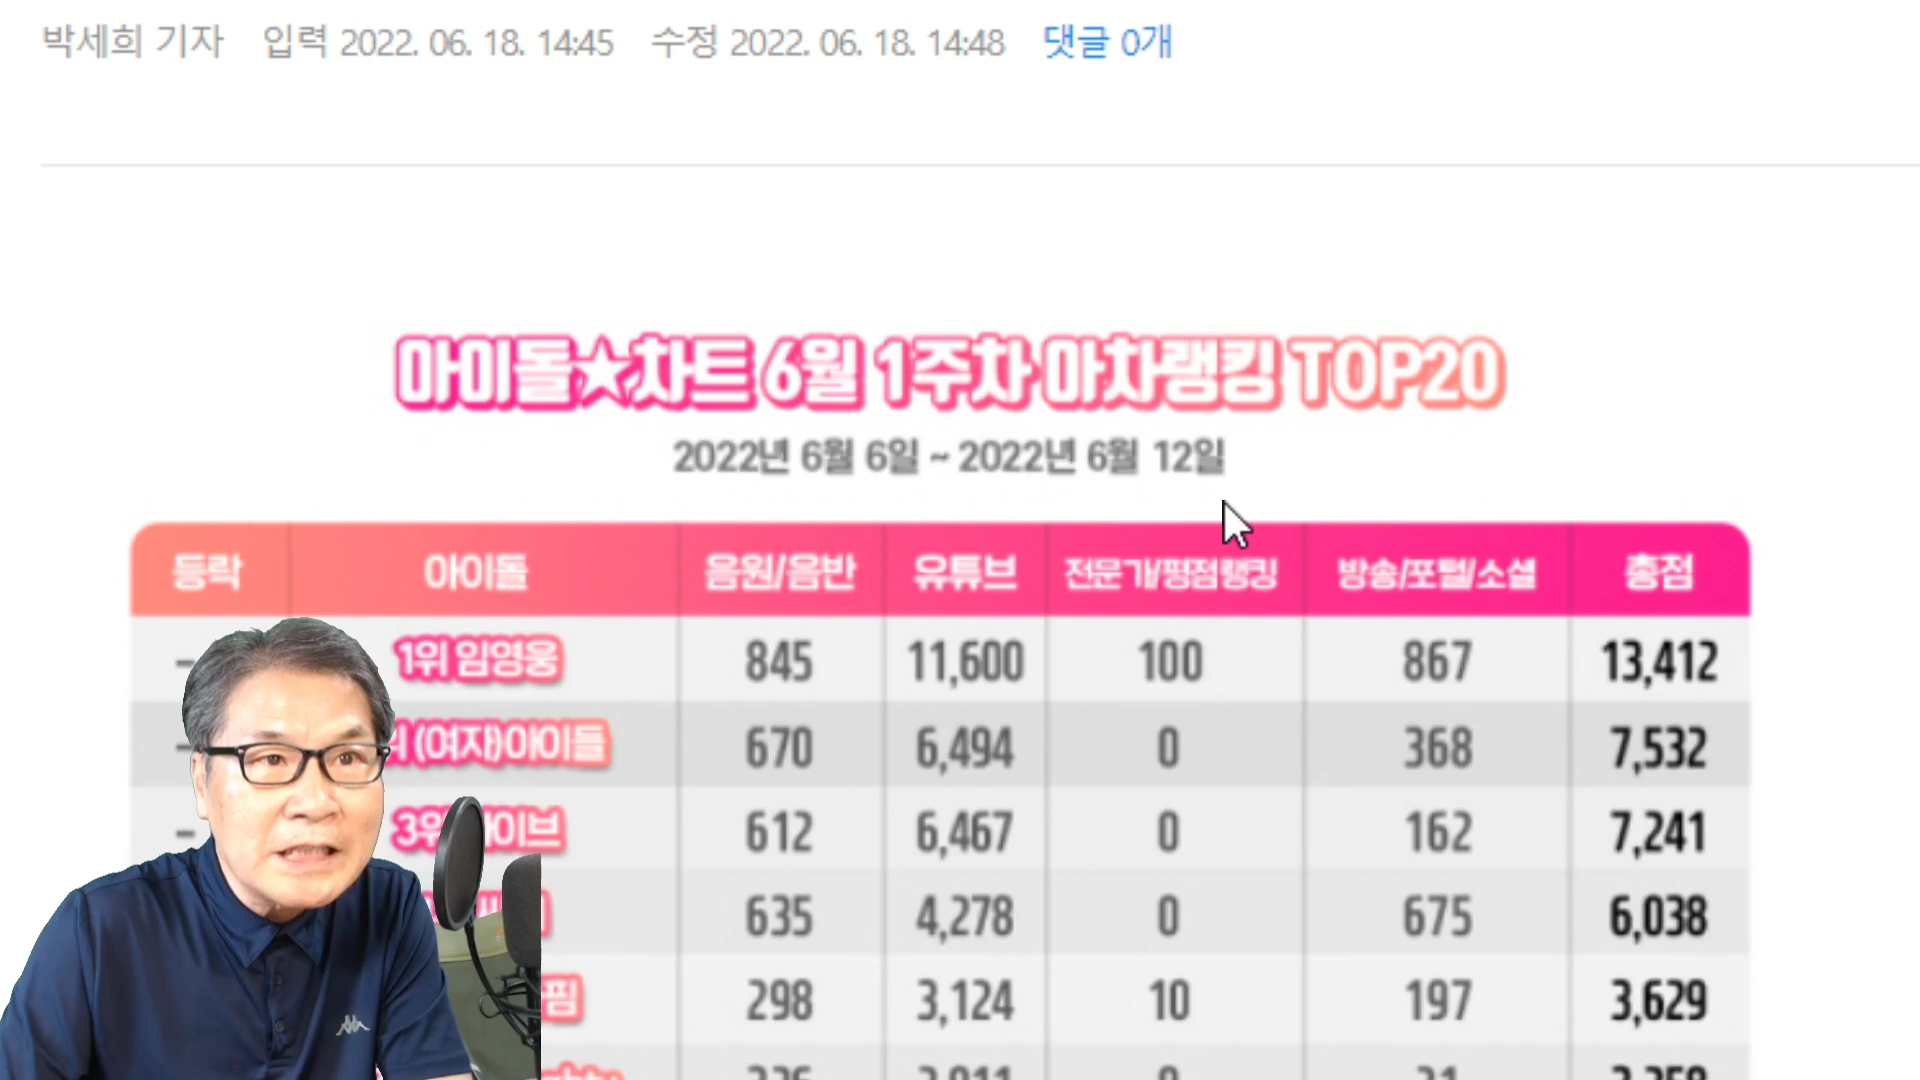 박세희 기자 입력 2022. 06. 18. 14:45 수정 2022. 06. 18. 14:48 댓글 0개
아이돌★차트 6월 1주차 아차랭킹 TOP20
2022년 6월 6일 ~ 2022년 6월 12일
등락 아이돌 음원/음반 유튜브 전문가/평점랭킹 방송/포털/소셜 총점
- 1위 임영웅 845 11,600 100 867 13,412
- (여자)아이들 670 6,494 0 368 7,532
- 3위 아이브 612 6,467 0 162 7,241
635 4,278 0 675 6,038
핌 298 3,124 10 197 3,629